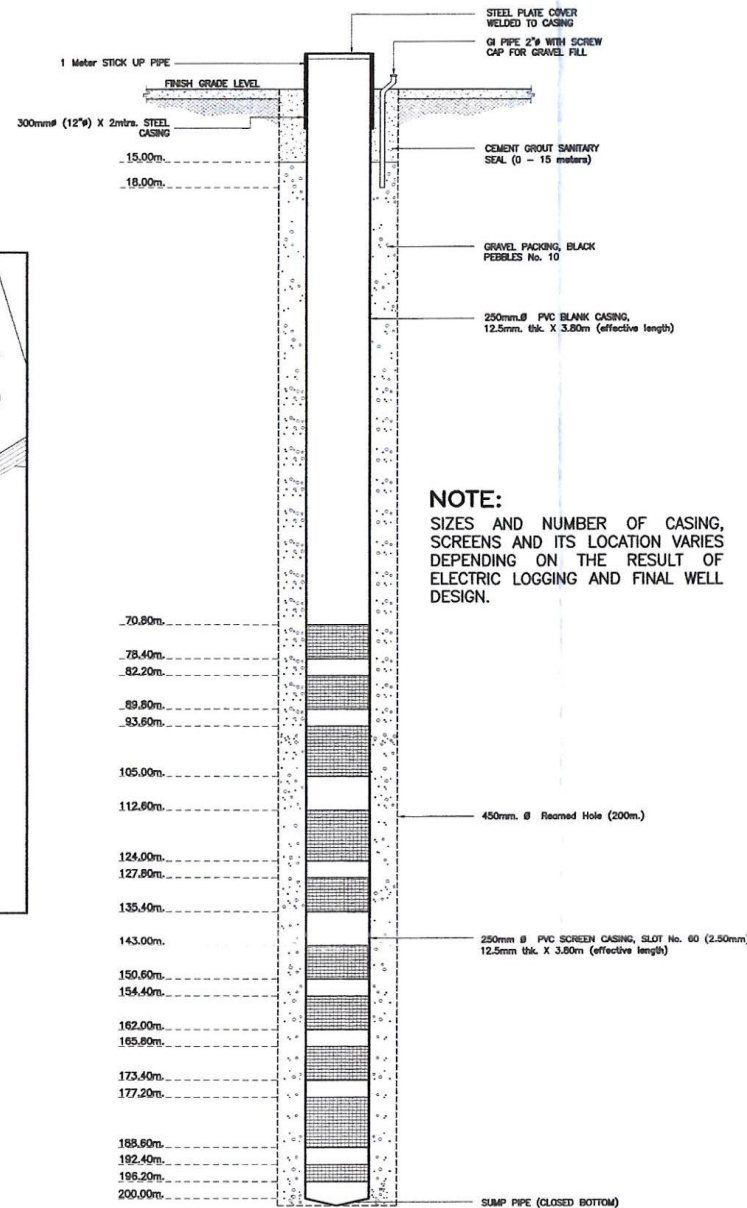 STEEL PLATE COVER
WELDED TO CASING
GI PIPE 2"ø WITH SCREW
CAP FOR GRAVEL FILL
1 Meter STICK UP PIPE
FINISH GRADE LEVEL
300mmø (12"ø) X 2mtrs. STEEL
CASING
CEMENT GROUT SANITARY
SEAL (0 - 15 meters)
15.00m.
18.00m.
GRAVEL PACKING, BLACK
PEBBLES No. 10
250mm.Ø PVC BLANK CASING,
12.5mm. thk. X 3.80m (effective length)
NOTE:
SIZES AND NUMBER OF CASING,
SCREENS AND ITS LOCATION VARIES
DEPENDING ON THE RESULT OF
ELECTRIC LOGGING AND FINAL WELL
DESIGN.
70.80m.
78.40m.
82.20m.
89.80m.
93.60m.
105.00m.
112.60m.
450mm. Ø Reamed Hole (200m.)
124.00m.
127.80m.
135.40m.
250mm Ø PVC SCREEN CASING, SLOT No. 60 (2.50mm)
12.5mm thk. X 3.80m (effective length)
143.00m.
150.60m.
154.40m.
162.00m.
165.80m.
173.40m.
177.20m.
188.60m.
192.40m.
196.20m.
200.00m.
SUMP PIPE (CLOSED BOTTOM)